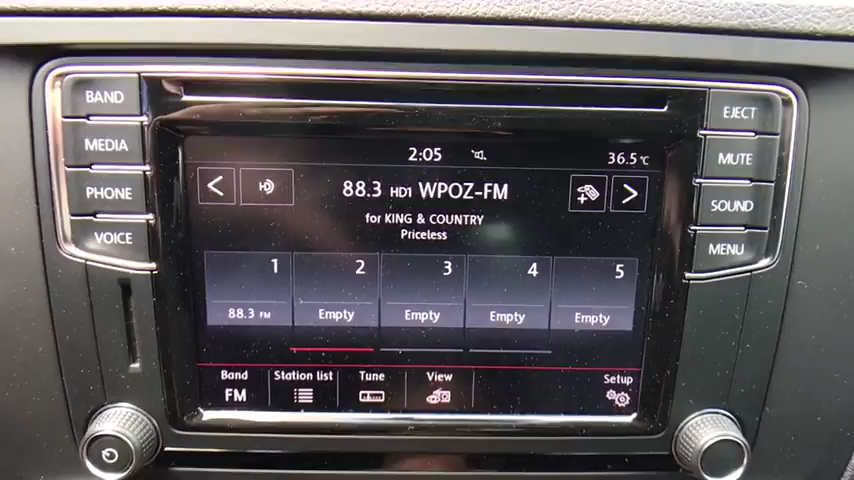 BAND
MEDIA
PHONE
VOICE
EJECT
MUTE
SOUND
MENU
2:05
36.5°C
HD
88.3 HD1 WPOZ-FM
for KING & COUNTRY
Priceless
1
88.3 FM
2
Empty
3
Empty
4
Empty
5
Empty
Band
FM
Station list
Tune
View
Setup